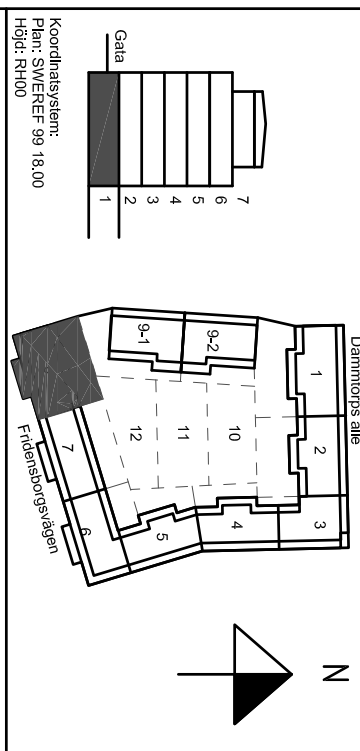 7
6
5
4
3
2
1
Gata
Koordinatsystem:
Plan: SWEREF 99 18.00
Höjd: RH00
Dammtorps alle
1
2
3
4
5
6
7
9-2
9-1
10
11
12
Fridensborgsvägen
N